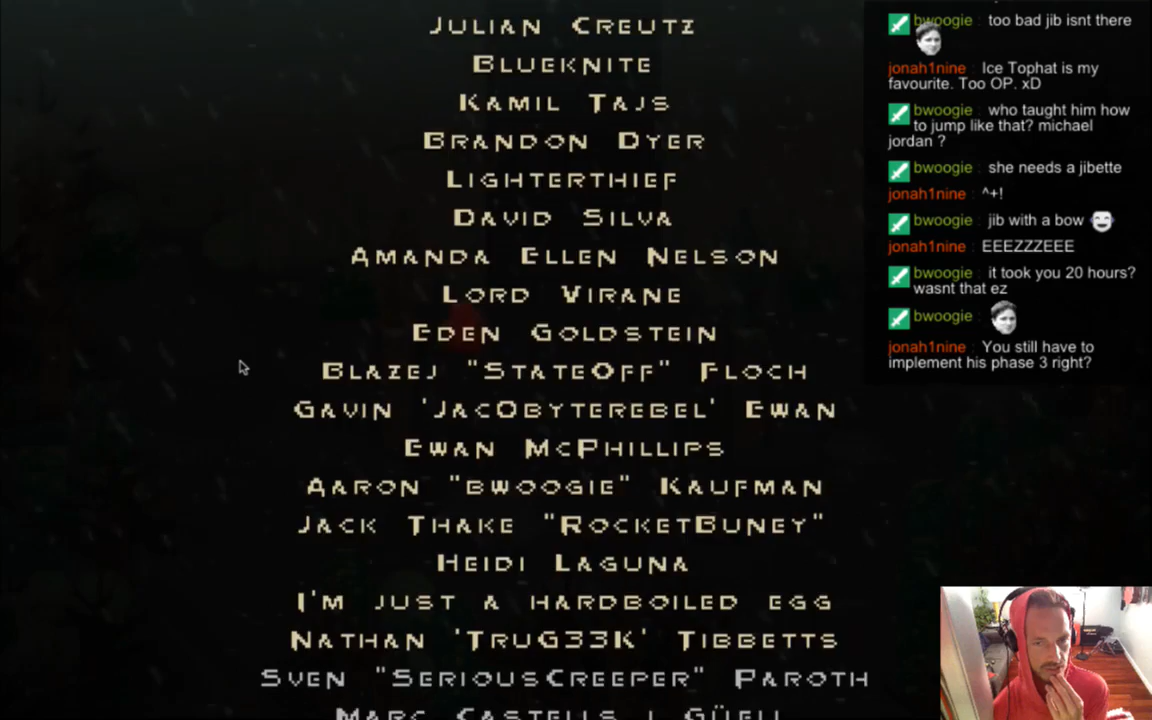 Julian Creutz
Blueknite
Kamil Tajs
Brandon Dyer
Lighterthief
David Silva
Amanda Ellen Nelson
Lord Virane
Eden Goldstein
Blazej "StateOff" Floch
Gavin 'JacObyterebel' Ewan
Ewan McPhillips
Aaron "bwoogie" Kaufman
Jack Thake "RocketBuney"
Heidi Laguna
I'm just a hardboiled egg
Nathan 'TruG33k' Tibbetts
Sven "SeriousCreeper" Paroth
Marc Castells i Güell
bwoogie : too bad jib isnt there
jonah1nine : Ice Tophat is my
favourite. Too OP. xD
bwoogie : who taught him how
to jump like that? michael
jordan ?
bwoogie : she needs a jibette
jonah1nine : ^+!
bwoogie : jib with a bow
jonah1nine : EEEZZZEEE
bwoogie : it took you 20 hours?
wasnt that ez
bwoogie :
jonah1nine : You still have to
implement his phase 3 right?